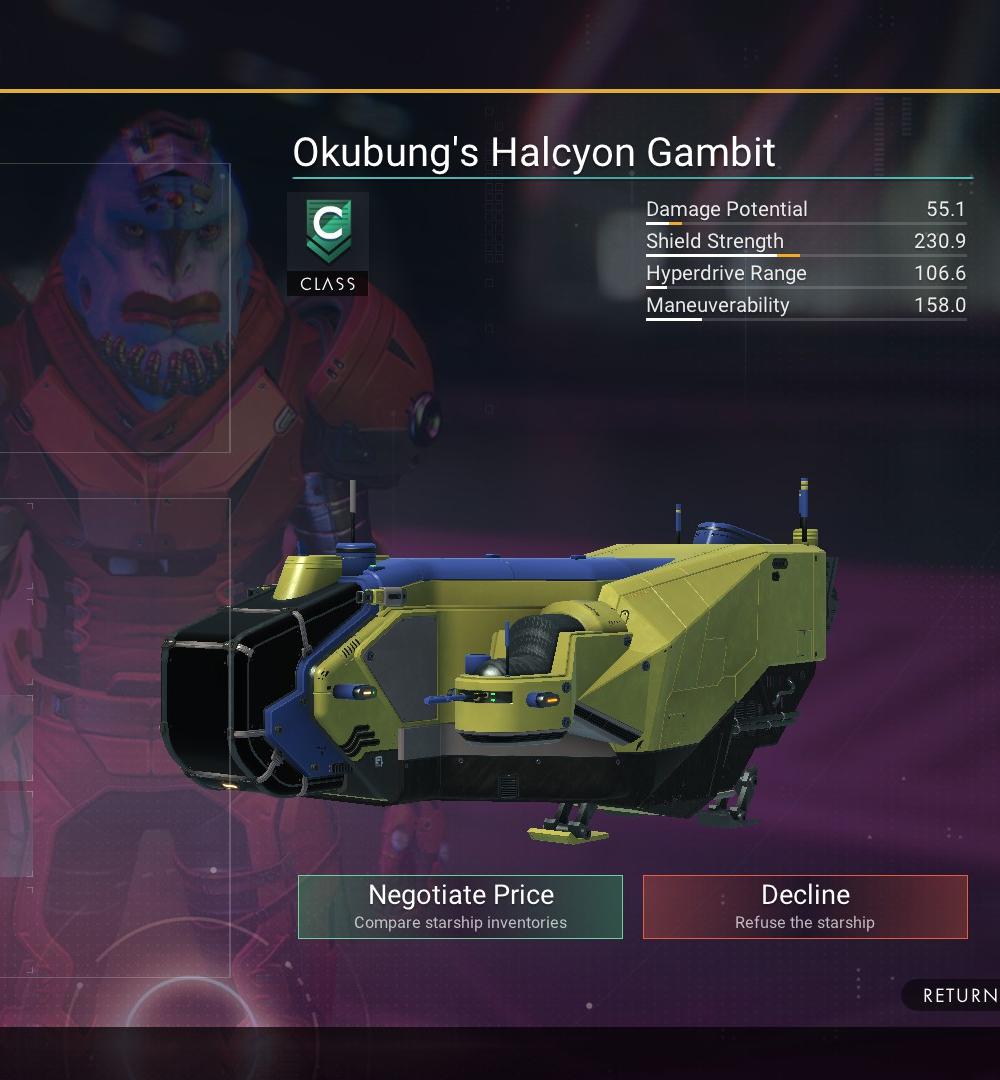 Okubung's Halcyon Gambit
C
CLASS
Damage Potential 55.1
Shield Strength 230.9
Hyperdrive Range 106.6
Maneuverability 158.0
Negotiate Price
Compare starship inventories
Decline
Refuse the starship
RETURN